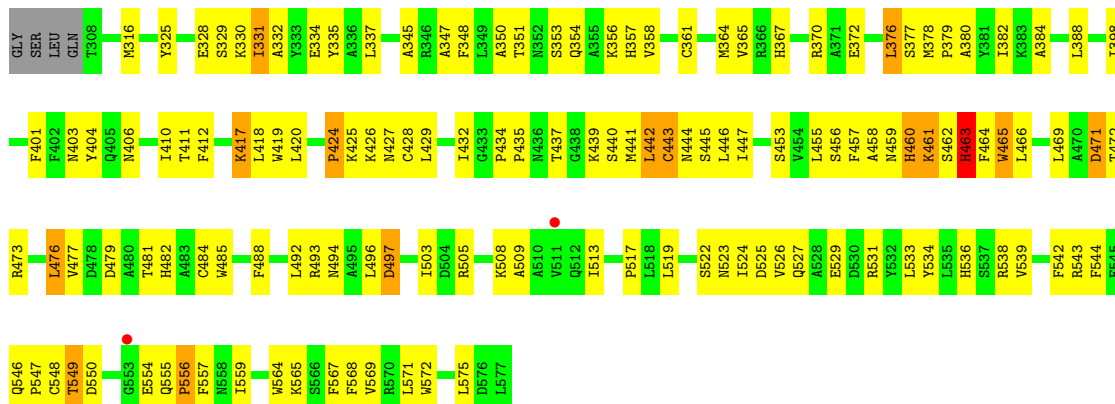 GLY SER LEU GLN T308 M316 Y325 E328 S329 K330 I331 A332 Y333 E334 Y335 A336 L337 A345 R346 A347 F348 L349 A350 T351 N352 S353 Q354 A355 K356 H357 V358 C361 M364 V365 R366 H367 R370 A371 E372 L376 S377 M378 P379 A380 Y381 I382 K383 A384 L388
F401 F402 N403 Y404 Q405 N406 I410 T411 F412 K417 L418 W419 L420 P424 K425 K426 N427 C428 L429 I432 G433 P434 P435 N436 T437 G438 K439 S440 M441 L442 C443 N444 S445 L446 I447 S453 V454 L455 S456 F457 A458 N459 H460 K461 S462 H463 F464 W465 L466 L469 A470 D471
R473 L476 V477 D478 D479 A480 T481 H482 A483 C484 W485 F488 L492 R493 N494 A495 L496 D497 I503 D504 R505 K508 A509 A510 V511 Q512 I513 P517 L518 L519 S522 N523 I524 D525 V526 Q527 A528 E529 D530 R531 Y532 L533 Y534 L535 H536 S537 R538 V539 F542 R543 F544
Q546 P547 C548 T549 D550 G553 E554 Q555 P556 F557 N558 I559 W564 K565 S566 F567 F568 V569 R570 L571 W572 L575 D576 L577